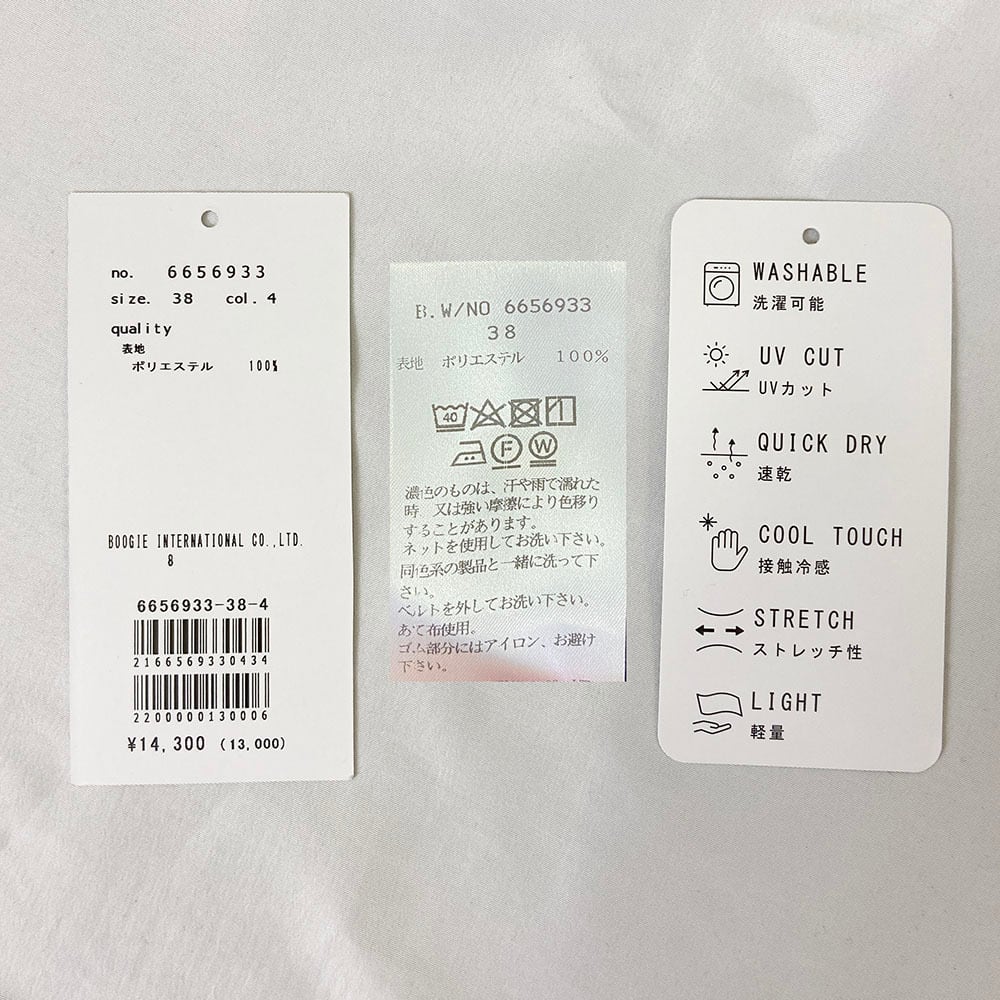 no. 6656933
size. 38 col. 4
quality
表地
ポリエステル 100%
BOOGIE INTERNATIONAL CO.,LTD.
8
6656933-38-4
2166569330434
2200000130006
¥14,300 (13,000)
B.W/NO 6656933
38
表地 ポリエステル 100%
40
F W
濃色のものは、汗や雨で濡れた
時、又は強い摩擦により色移り
することがあります。
ネットを使用してお洗い下さい。
同色系の製品と一緒に洗って下
さい。
ベルトを外してお洗い下さい。
あて布使用。
ゴム部分にはアイロン、お避け
下さい。
WASHABLE
洗濯可能
UV CUT
UVカット
QUICK DRY
速乾
COOL TOUCH
接触冷感
STRETCH
ストレッチ性
LIGHT
軽量